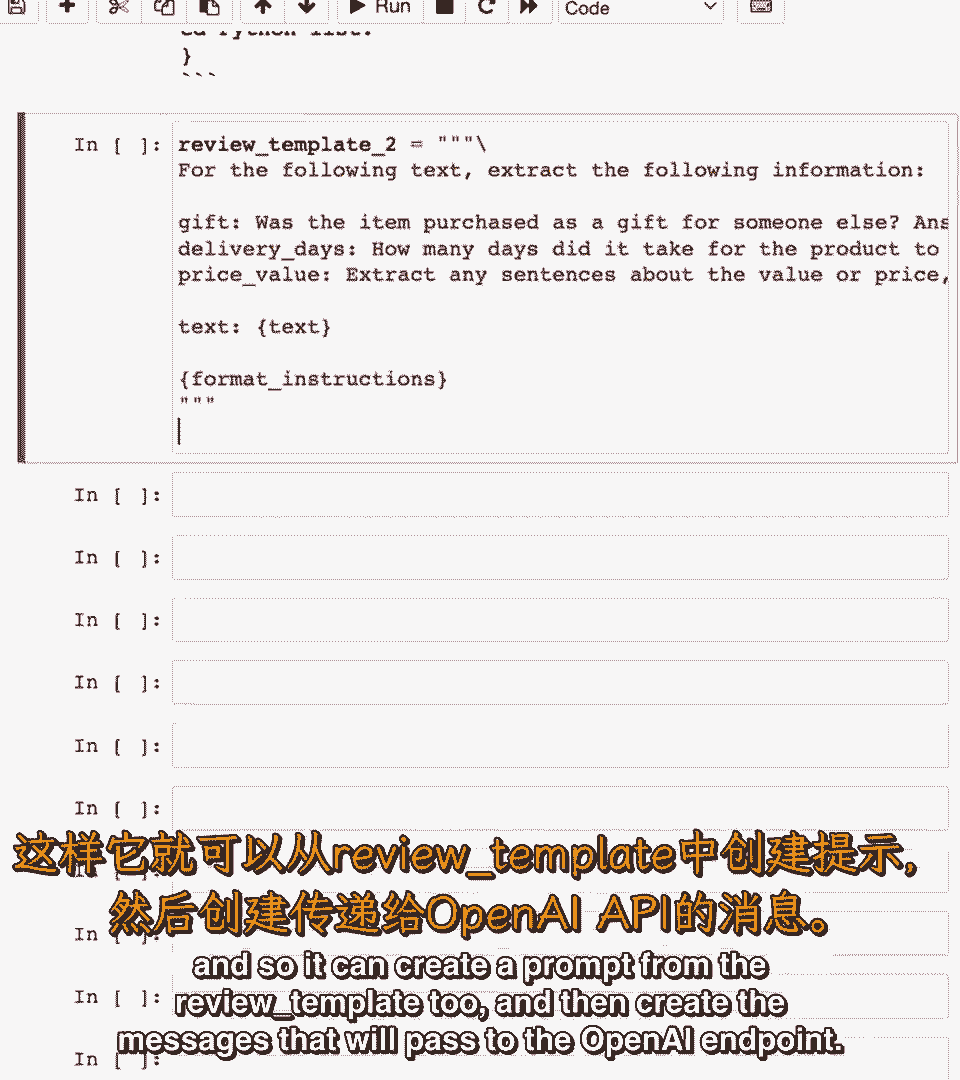 Run
Code
ed Python list.
}
```
In [ ]:
review_template_2 = """\
For the following text, extract the following information:
gift: Was the item purchased as a gift for someone else? Ans
delivery_days: How many days did it take for the product to
price_value: Extract any sentences about the value or price,
text: {text}
{format_instructions}
"""
In [ ]:
In [ ]:
In [ ]:
In [ ]:
In [ ]:
In [ ]:
这样它就可以从review_template中创建提示,
In [ ]:
然后创建传递给OpenAI API的消息。
and so it can create a prompt from the
In [ ]:
review_template too, and then create the
messages that will pass to the OpenAI endpoint.
In [ ]: